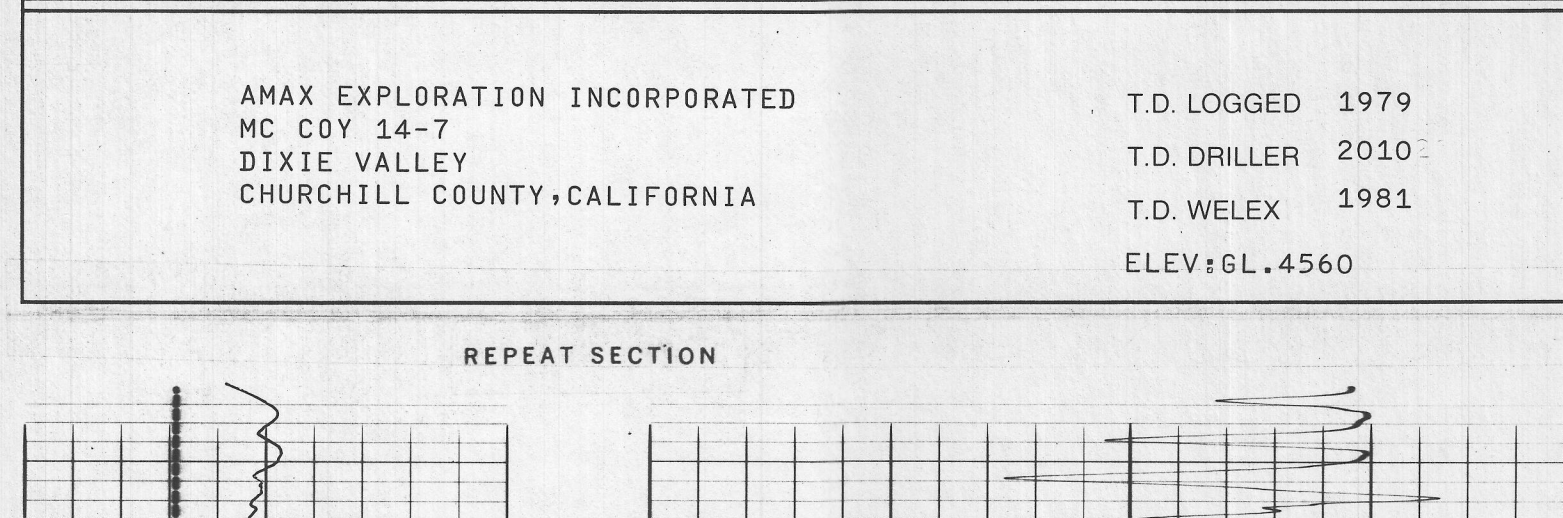 AMAX EXPLORATION INCORPORATED
MC COY 14-7
DIXIE VALLEY
CHURCHILL COUNTY,CALIFORNIA
T.D. LOGGED 1979
T.D. DRILLER 2010
T.D. WELEX 1981
ELEV:GL.4560
REPEAT SECTION